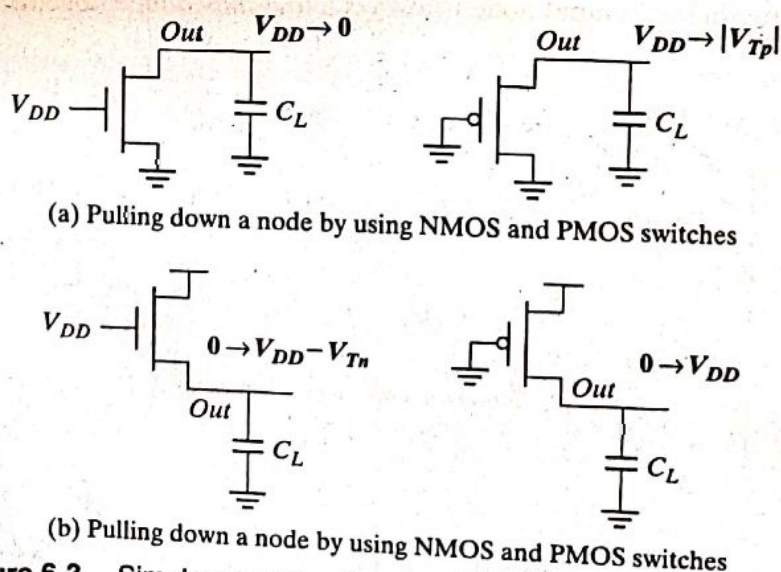 Out V_DD→0
V_DD
C_L
Out V_DD→|V_Tp|
C_L
(a) Pulling down a node by using NMOS and PMOS switches
V_DD
0→V_DD−V_Tn
Out
C_L
0→V_DD
Out
C_L
(b) Pulling down a node by using NMOS and PMOS switches